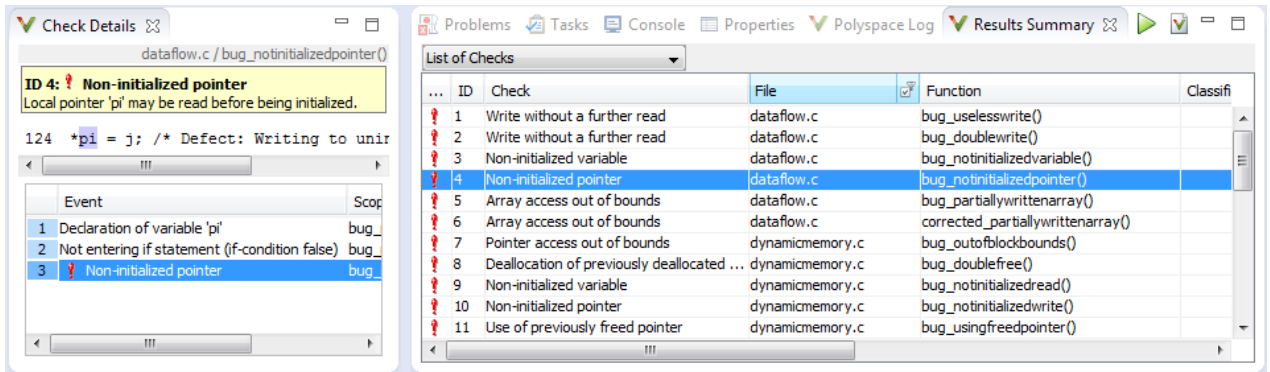 Check Details
dataflow.c / bug_notinitializedpointer()
ID 4: Non-initialized pointer
Local pointer 'pi' may be read before being initialized.
124 *pi = j; /* Defect: Writing to
Event Scop
1 Declaration of variable 'pi' bug_
2 Not entering if statement (if-condition false) bug_
3 Non-initialized pointer bug_
Problems Tasks Console Properties Polyspace Log Results Summary
List of Checks
... ID Check File Function Classifi
1 Write without a further read dataflow.c bug_uselesswrite()
2 Write without a further read dataflow.c bug_doublewrite()
3 Non-initialized variable dataflow.c bug_notinitializedvariable()
4 Non-initialized pointer dataflow.c bug_notinitializedpointer()
5 Array access out of bounds dataflow.c bug_partiallywrittenarray()
6 Array access out of bounds dataflow.c corrected_partiallywrittenarray()
7 Pointer access out of bounds dynamicmemory.c bug_outofblockbounds()
8 Deallocation of previously deallocated ... dynamicmemory.c bug_doublefree()
9 Non-initialized variable dynamicmemory.c bug_notinitializedread()
10 Non-initialized pointer dynamicmemory.c bug_notinitializedwrite()
11 Use of previously freed pointer dynamicmemory.c bug_usingfreedpointer()